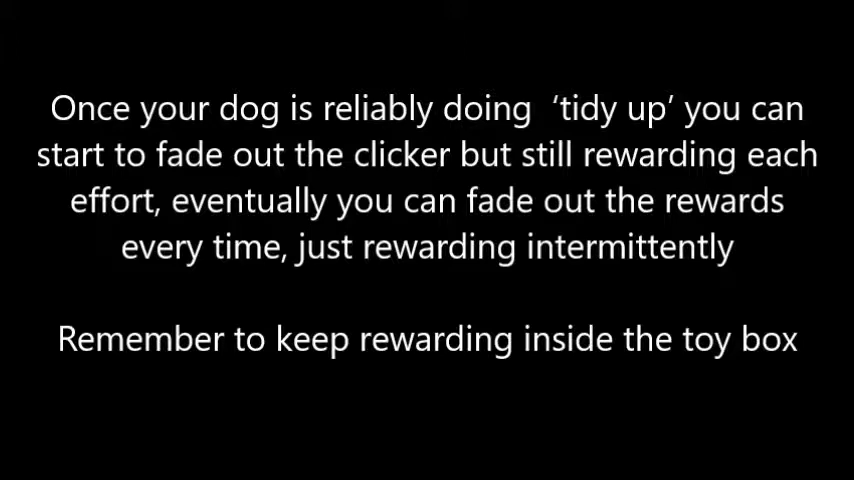 Once your dog is reliably doing  ‘tidy up’ you can
start to fade out the clicker but still rewarding each
effort, eventually you can fade out the rewards
every time, just rewarding intermittently
Remember to keep rewarding inside the toy box